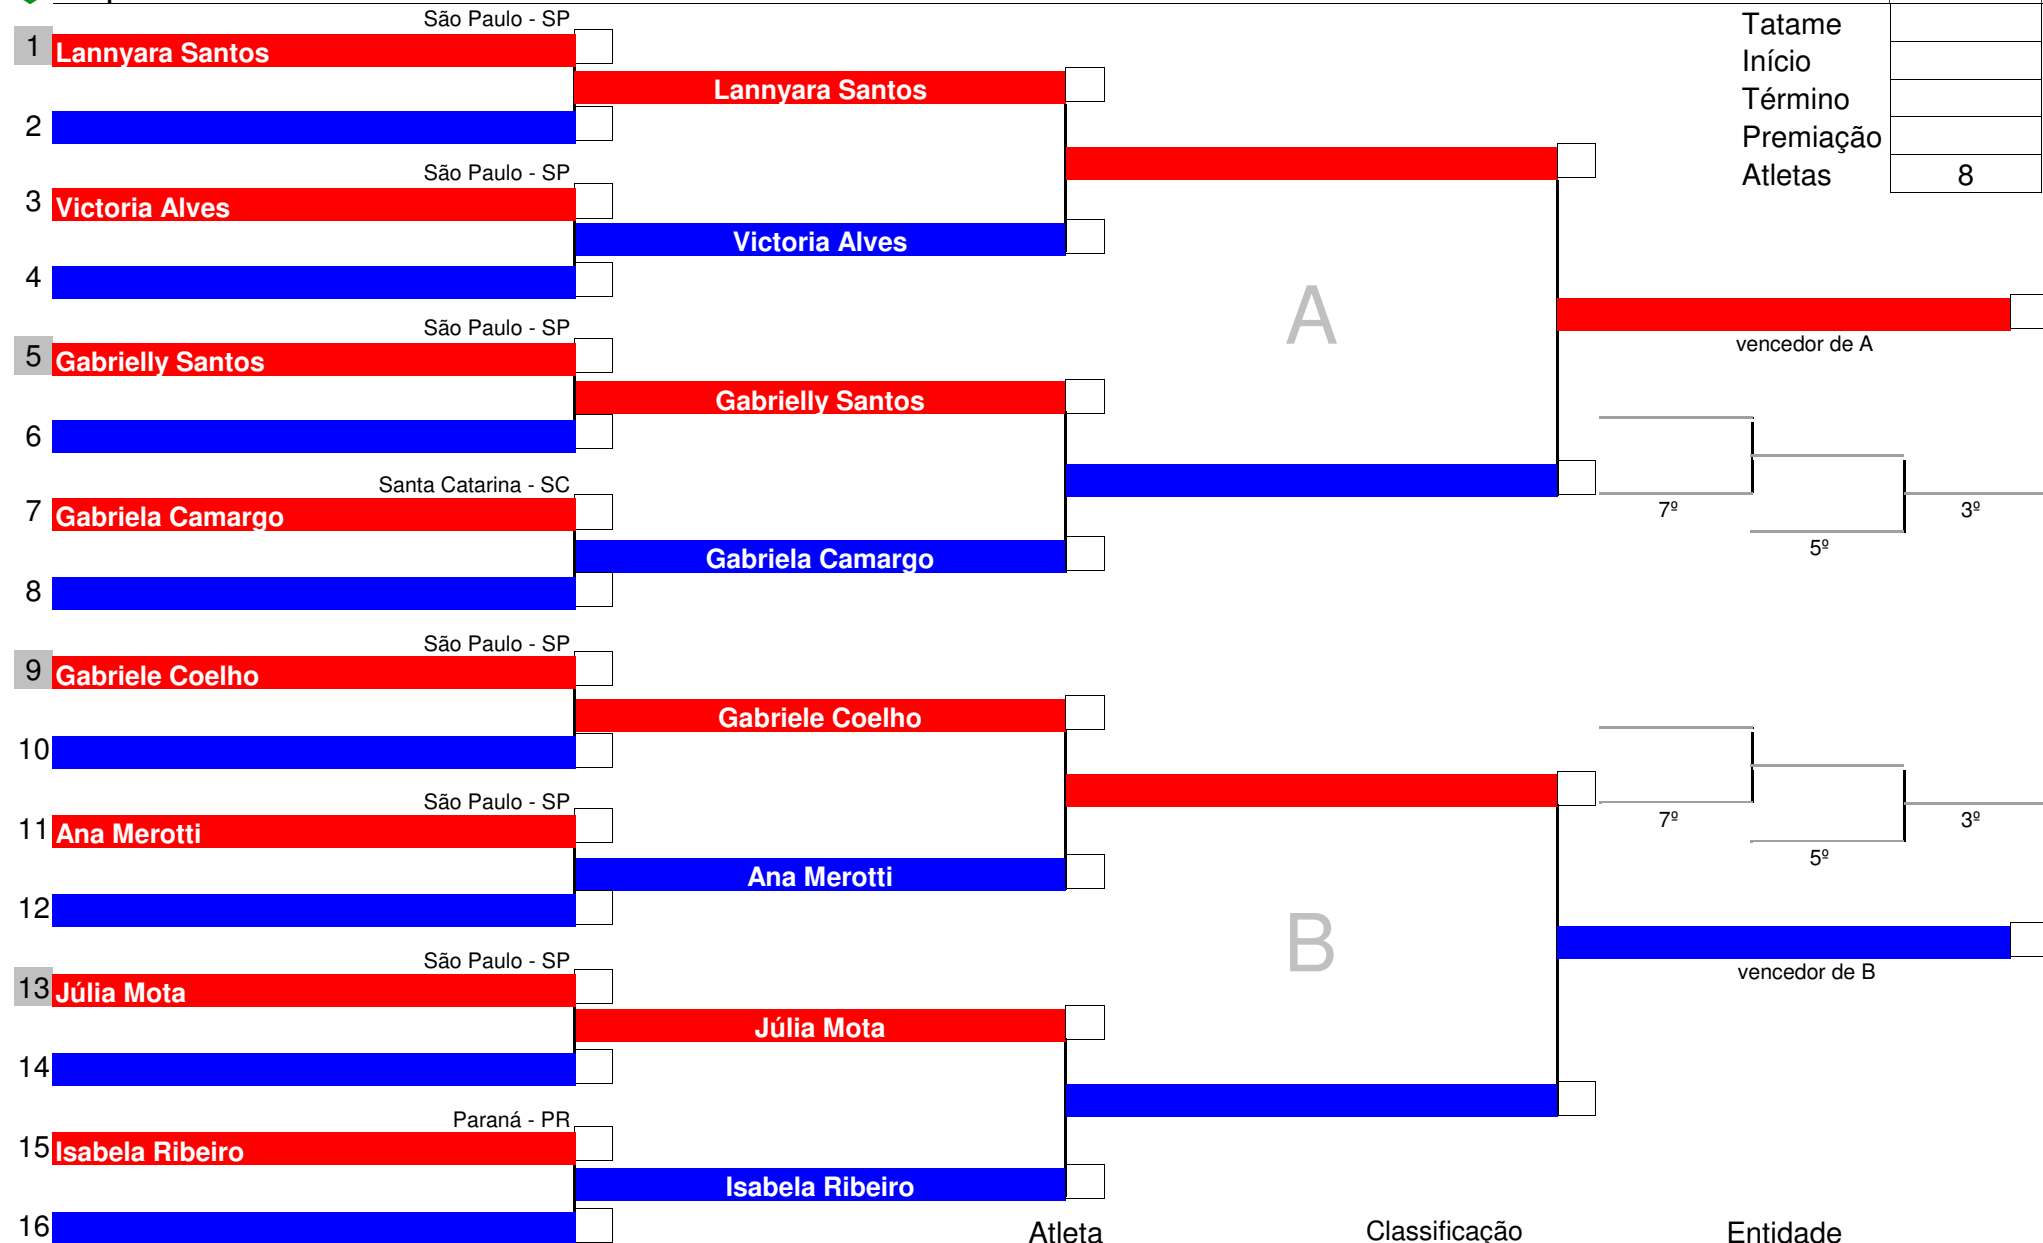 São Paulo - SP
1 Lannyara Santos
Lannyara Santos
2
São Paulo - SP
3 Victoria Alves
Victoria Alves
4
São Paulo - SP
5 Gabrielly Santos
Gabrielly Santos
6
Santa Catarina - SC
7 Gabriela Camargo
Gabriela Camargo
8
São Paulo - SP
9 Gabriele Coelho
Gabriele Coelho
10
São Paulo - SP
11 Ana Merotti
Ana Merotti
12
São Paulo - SP
13 Júlia Mota
Júlia Mota
14
Paraná - PR
15 Isabela Ribeiro
Isabela Ribeiro
16
A
B
Tatame
Início
Término
Premiação
Atletas 8
vencedor de A
7º
3º
5º
7º
3º
5º
vencedor de B
Atleta Classificação Entidade